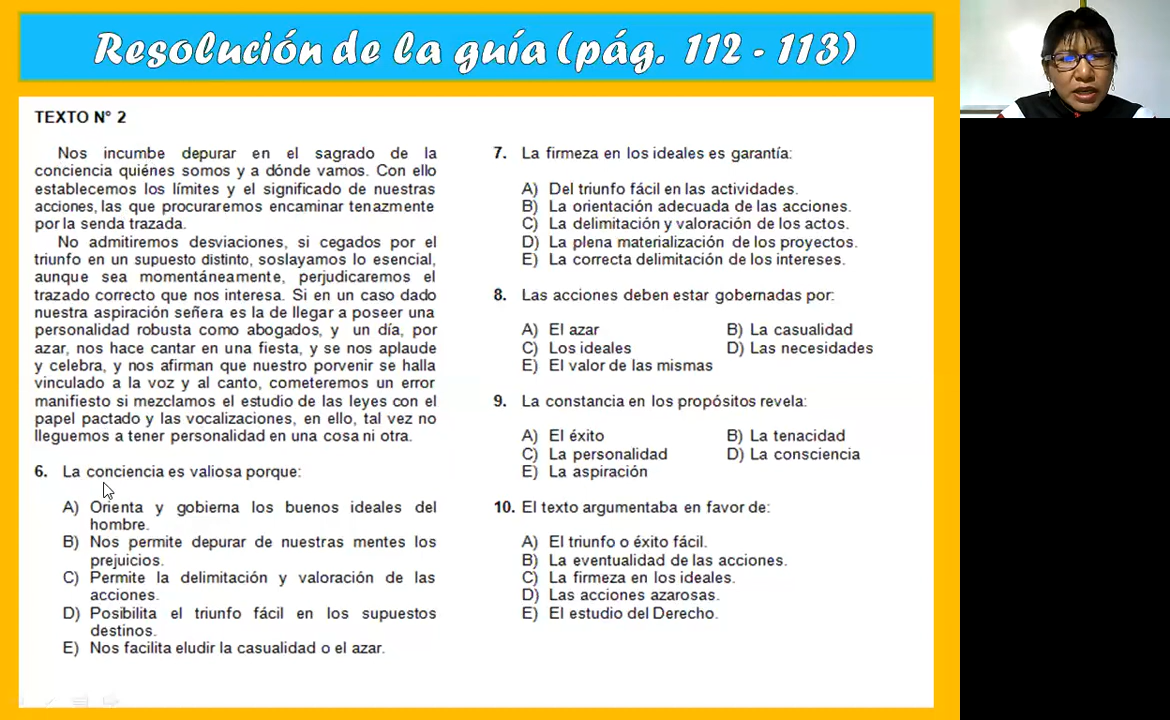 Resolución de la guía (pág. 112 - 113)
TEXTO N° 2
Nos incumbe depurar en el sagrado de la
conciencia quiénes somos y a dónde vamos. Con ello
establecemos los límites y el significado de nuestras
acciones, las que procuraremos encaminar tenazmente
por la senda trazada.
No admitiremos desviaciones, si cegados por el
triunfo en un supuesto distinto, soslayamos lo esencial,
aunque sea momentáneamente, perjudicaremos el
trazado correcto que nos interesa. Si en un caso dado
nuestra aspiración señera es la de llegar a poseer una
personalidad robusta como abogados, y un día, por
azar, nos hace cantar en una fiesta, y se nos aplaude
y celebra, y nos afirman que nuestro porvenir se halla
vinculado a la voz y al canto, cometeremos un error
manifiesto si mezclamos el estudio de las leyes con el
papel pactado y las vocalizaciones, en ello, tal vez no
lleguemos a tener personalidad en una cosa ni otra.
6. La conciencia es valiosa porque:
A) Orienta y gobierna los buenos ideales del
hombre.
B) Nos permite depurar de nuestras mentes los
prejuicios.
C) Permite la delimitación y valoración de las
acciones.
D) Posibilita el triunfo fácil en los supuestos
destinos.
E) Nos facilita eludir la casualidad o el azar.
7. La firmeza en los ideales es garantía:
A) Del triunfo fácil en las actividades.
B) La orientación adecuada de las acciones.
C) La delimitación y valoración de los actos.
D) La plena materialización de los proyectos.
E) La correcta delimitación de los intereses.
8. Las acciones deben estar gobernadas por:
A) El azar B) La casualidad
C) Los ideales D) Las necesidades
E) El valor de las mismas
9. La constancia en los propósitos revela:
A) El éxito B) La tenacidad
C) La personalidad D) La consciencia
E) La aspiración
10. El texto argumentaba en favor de:
A) El triunfo o éxito fácil.
B) La eventualidad de las acciones.
C) La firmeza en los ideales.
D) Las acciones azarosas.
E) El estudio del Derecho.